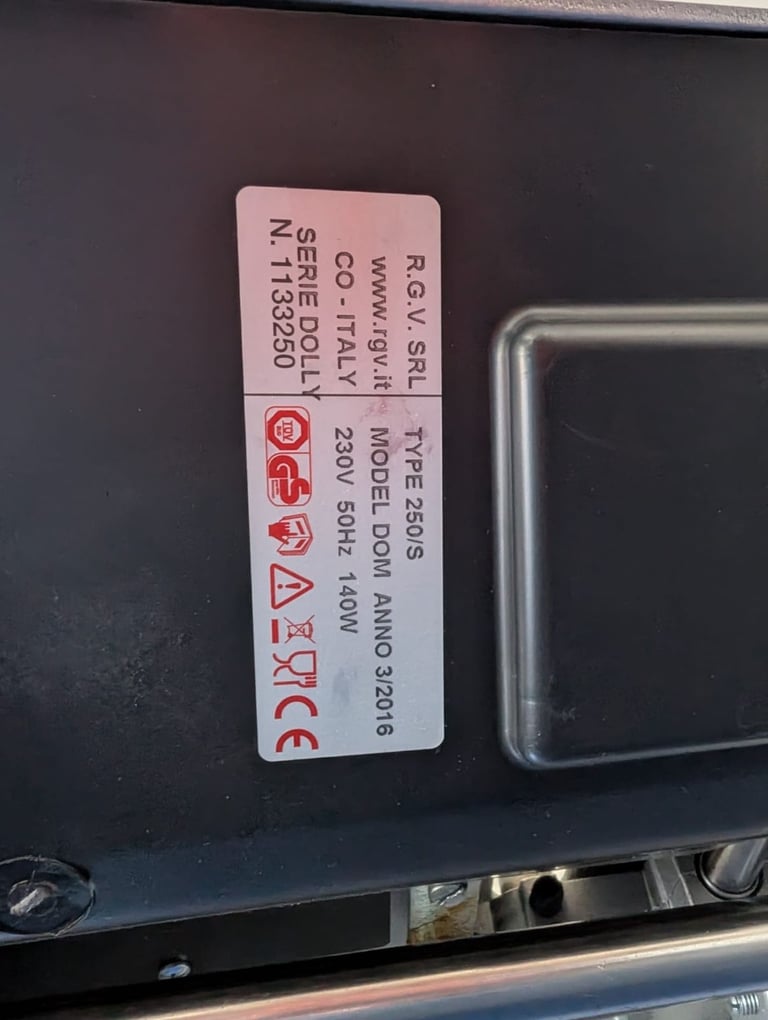 R.G.V. SRL TYPE 250/S
www.rgv.it MODEL DOM ANNO 3/2016
CO - ITALY 230V 50Hz 140W
SERIE DOLLY
N. 1133250
TÜV
GS
CE